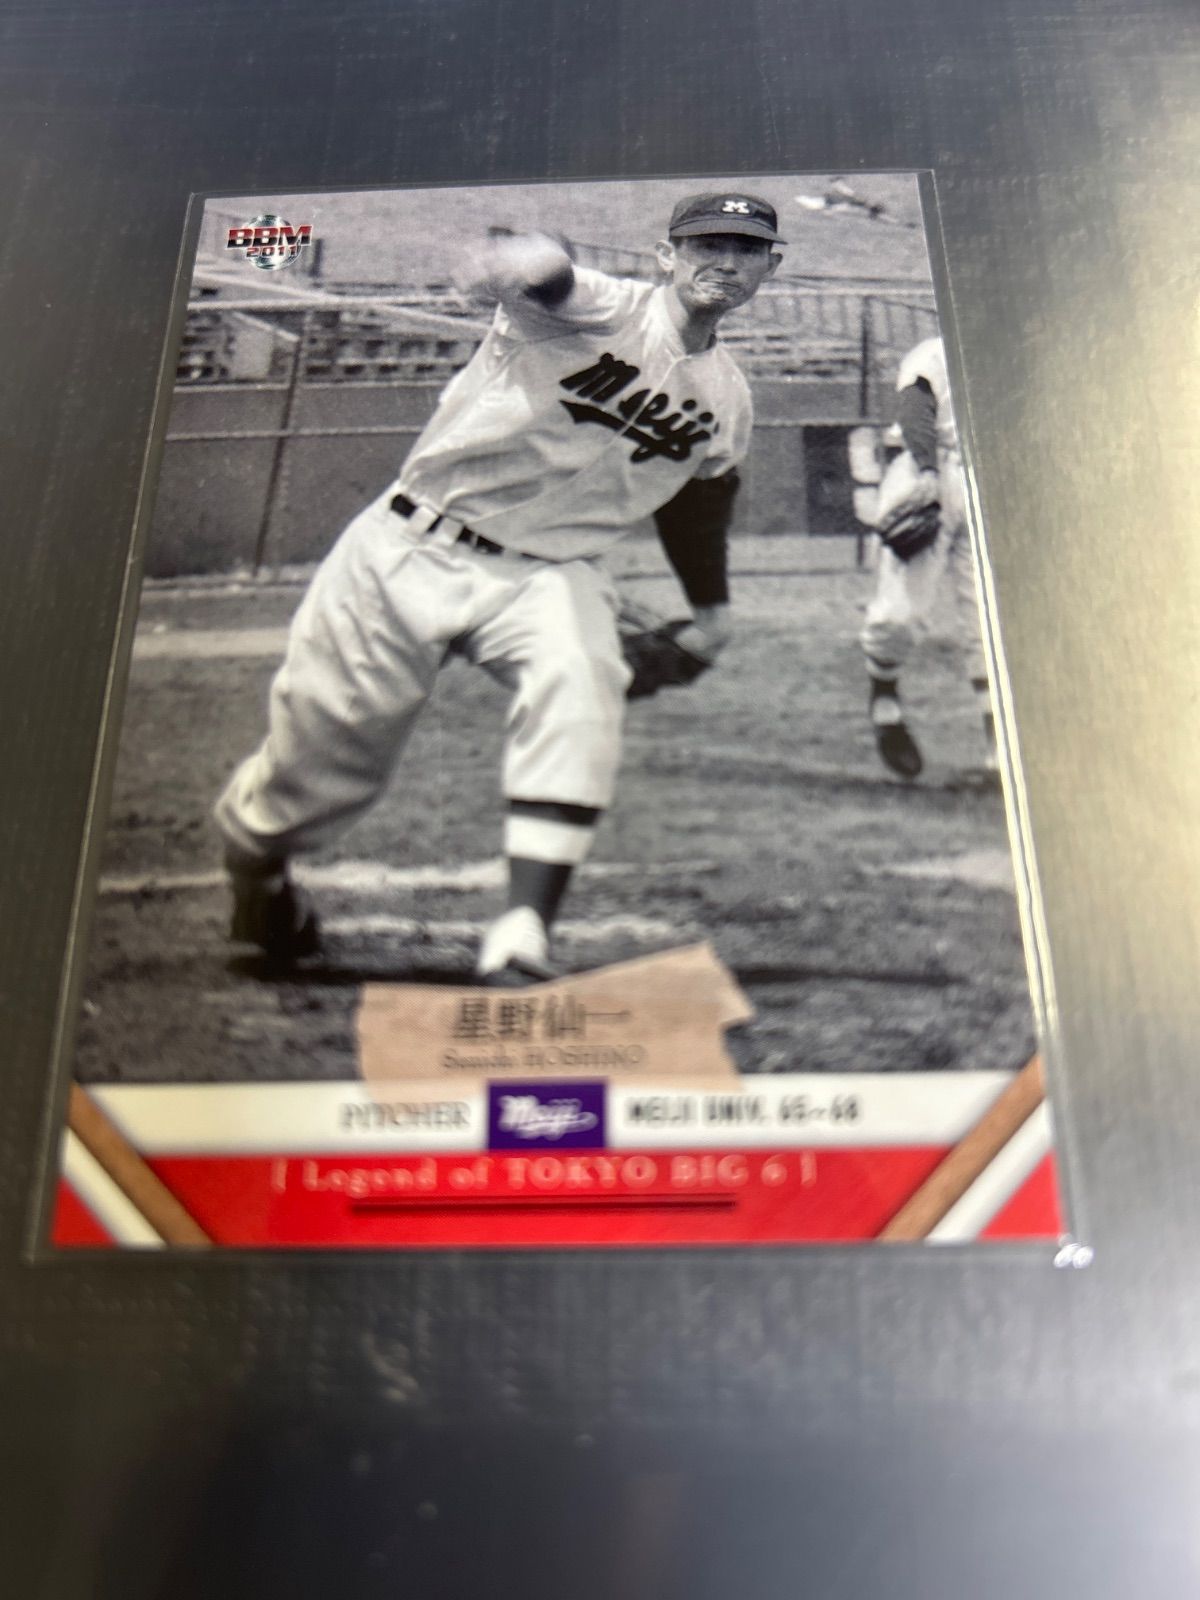 BBM
2011
M
Meiji
星野仙一
Senichi HOSHINO
PITCHER Meiji MEIJI UNIV. 65~68
[ Legend of TOKYO BIG 6 ]